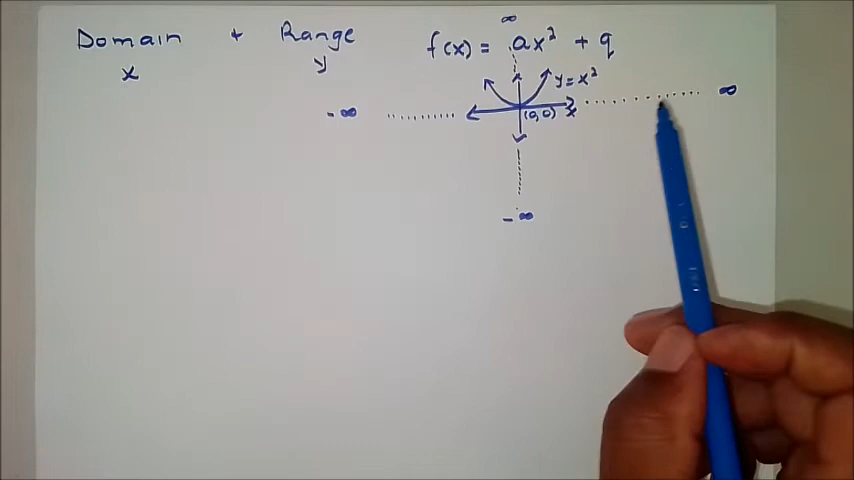 Domain + Range f(x) = ax² + q
x y
∞
y = x²
-∞ ∞
(0,0) x
-∞